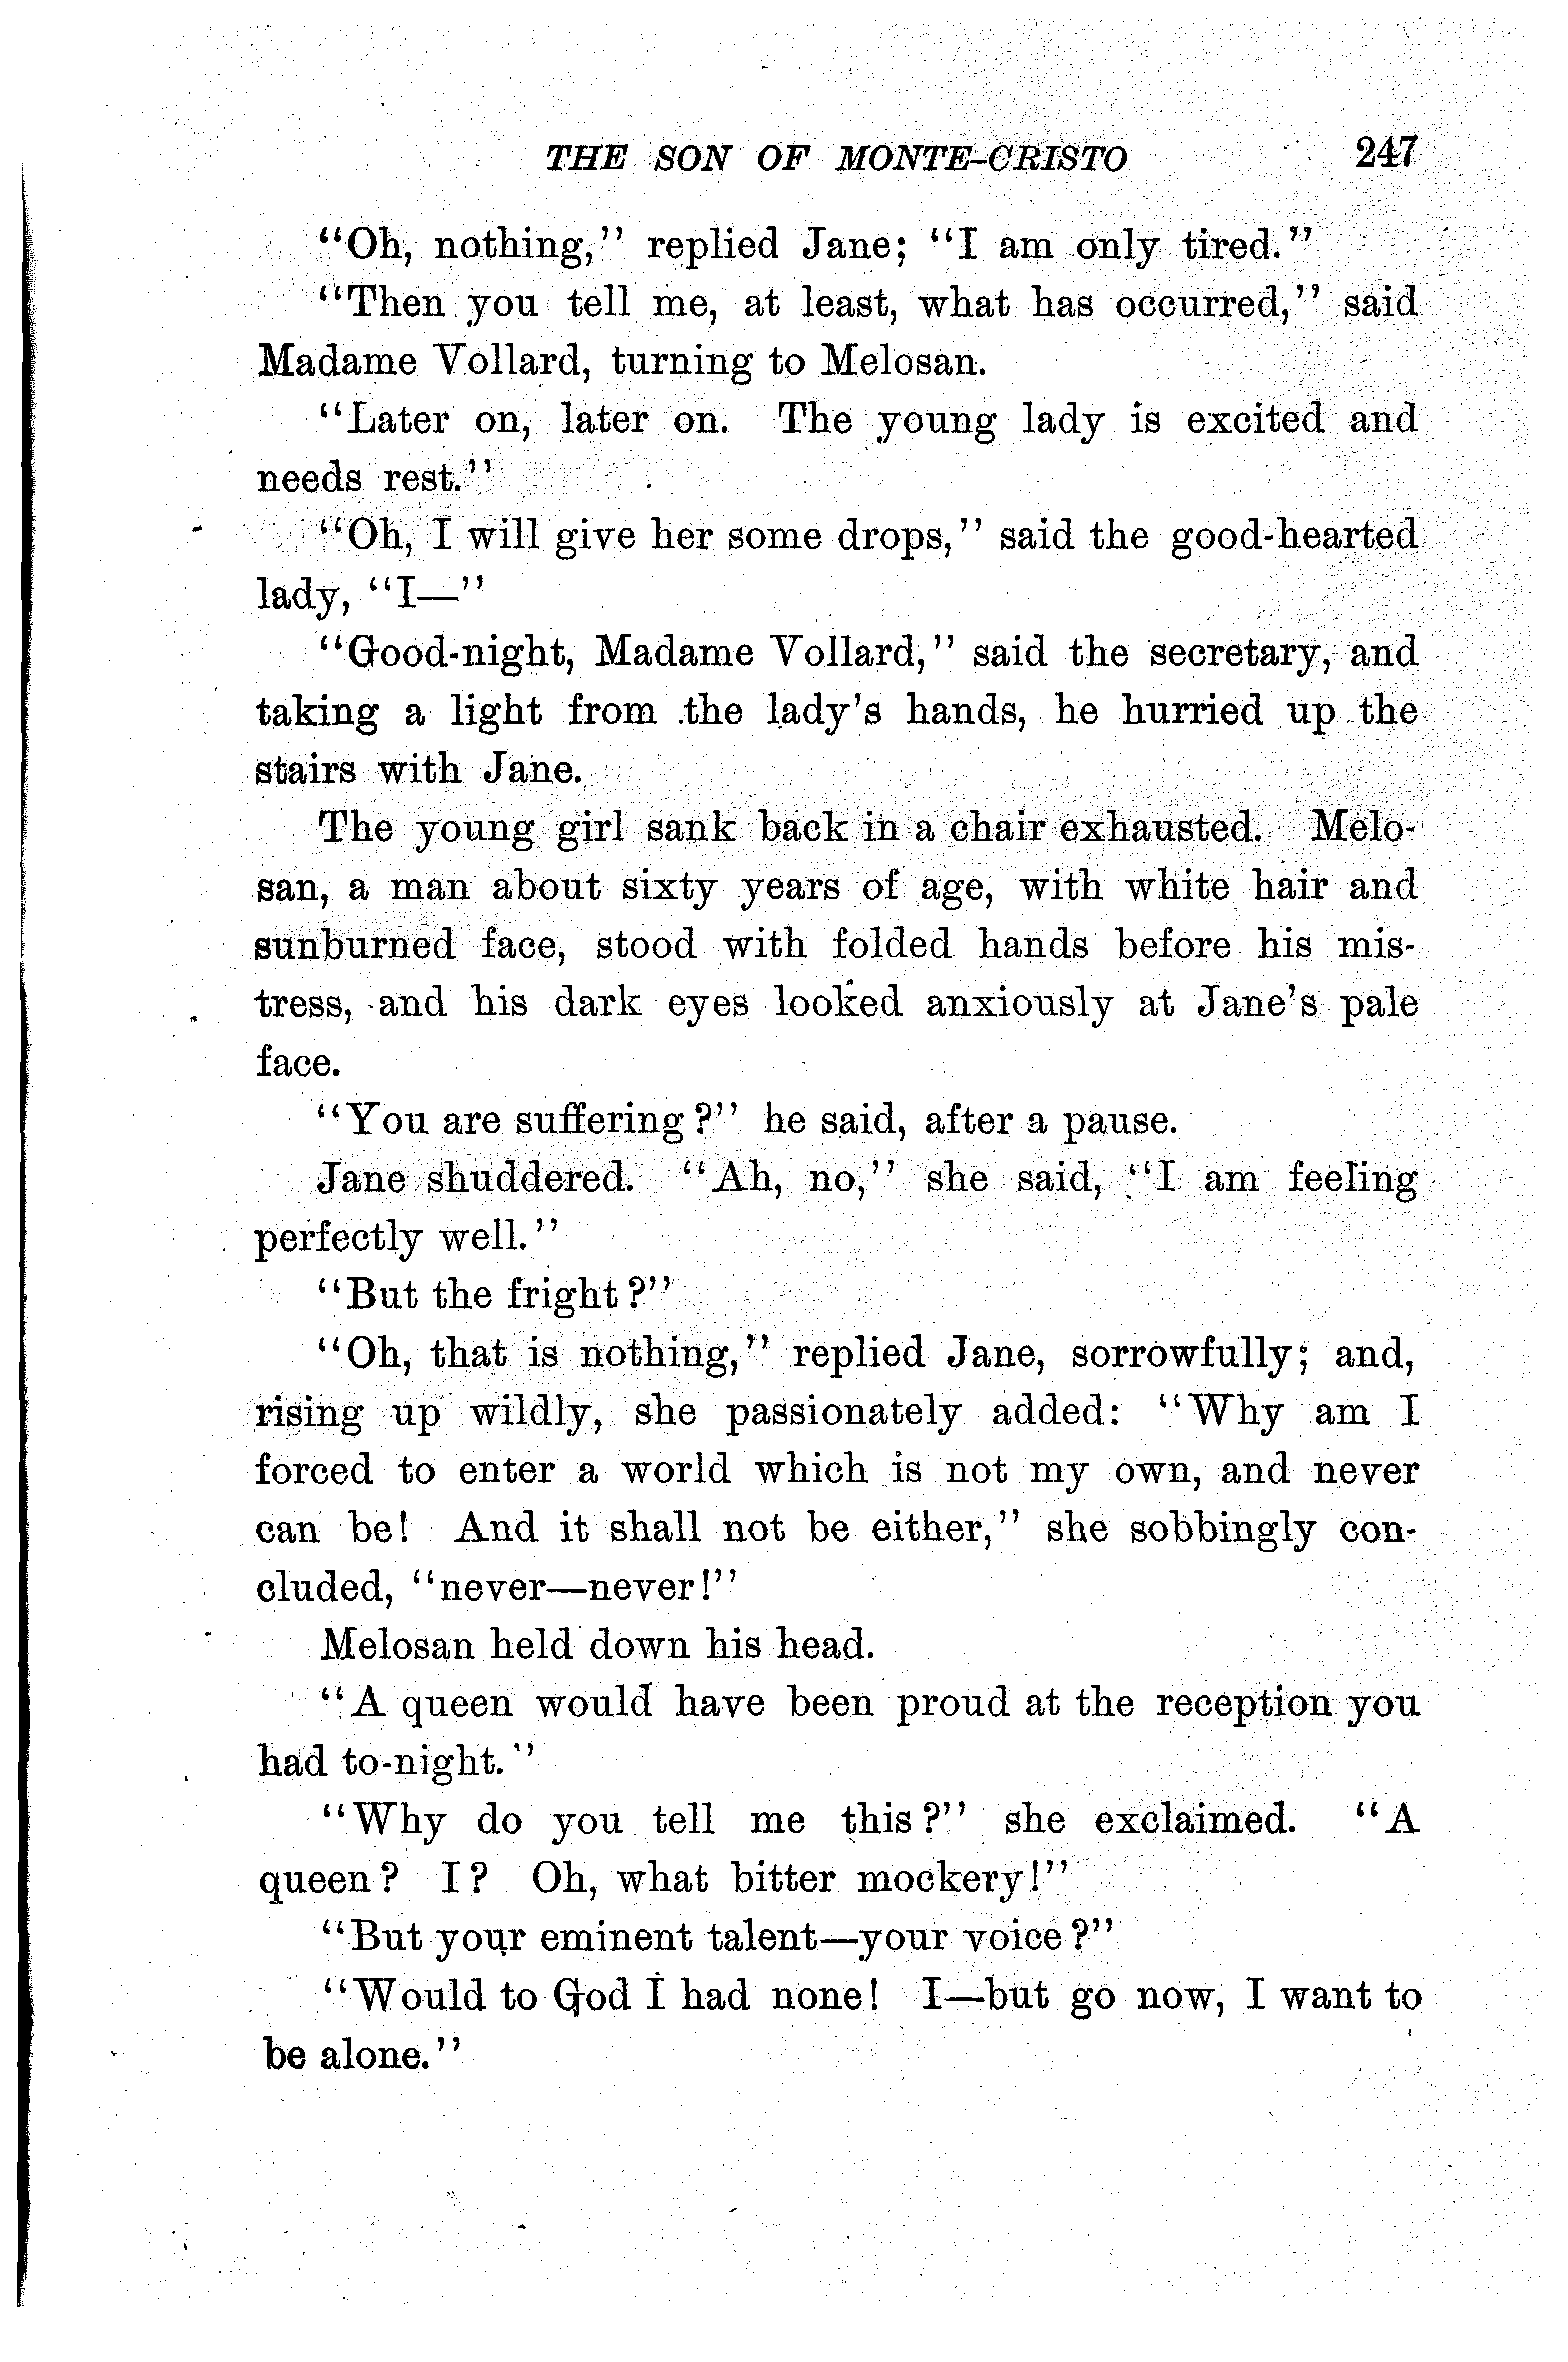 THE SON OF MONTE-CRISTO 247
"Oh, nothing," replied Jane; "I am only tired."
"Then you tell me, at least, what has occurred," said
Madame Vollard, turning to Melosan.
"Later on, later on. The young lady is excited and
needs rest."
"Oh, I will give her some drops," said the good-hearted
lady, "I—"
"Good-night, Madame Vollard," said the secretary, and
taking a light from the lady's hands, he hurried up the
stairs with Jane.
The young girl sank back in a chair exhausted. Melo-
san, a man about sixty years of age, with white hair and
sunburned face, stood with folded hands before his mis-
tress, and his dark eyes looked anxiously at Jane's pale
face.
"You are suffering?" he said, after a pause.
Jane shuddered. "Ah, no," she said, "I am feeling
perfectly well."
"But the fright?"
"Oh, that is nothing," replied Jane, sorrowfully; and,
rising up wildly, she passionately added: "Why am I
forced to enter a world which is not my own, and never
can be! And it shall not be either," she sobbingly con-
cluded, "never—never!"
Melosan held down his head.
"A queen would have been proud at the reception you
had to-night."
"Why do you tell me this?" she exclaimed. "A
queen? I? Oh, what bitter mockery!"
"But your eminent talent—your voice?"
"Would to God I had none! I—but go now, I want to
be alone."